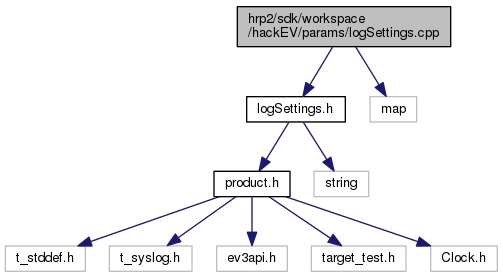 hrp2/sdk/workspace
/hackEV/params/logSettings.cpp
logSettings.h
map
product.h
string
t_stddef.h
t_syslog.h
ev3api.h
target_test.h
Clock.h